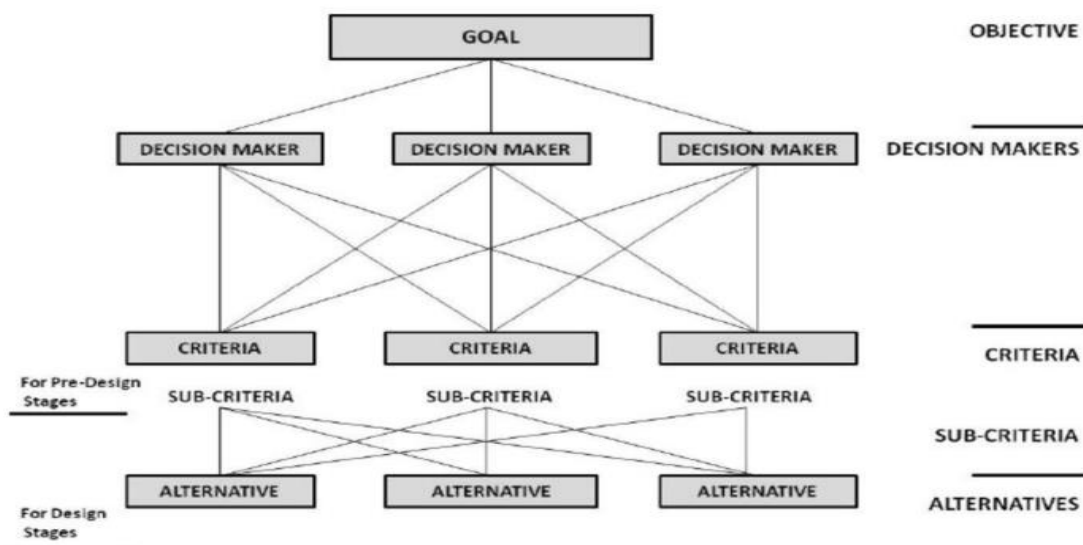 GOAL
OBJECTIVE
DECISION MAKER
DECISION MAKER
DECISION MAKER
DECISION MAKERS
CRITERIA
CRITERIA
CRITERIA
CRITERIA
For Pre-Design
Stages
SUB-CRITERIA
SUB-CRITERIA
SUB-CRITERIA
SUB-CRITERIA
ALTERNATIVE
ALTERNATIVE
ALTERNATIVE
ALTERNATIVES
For Design
Stages